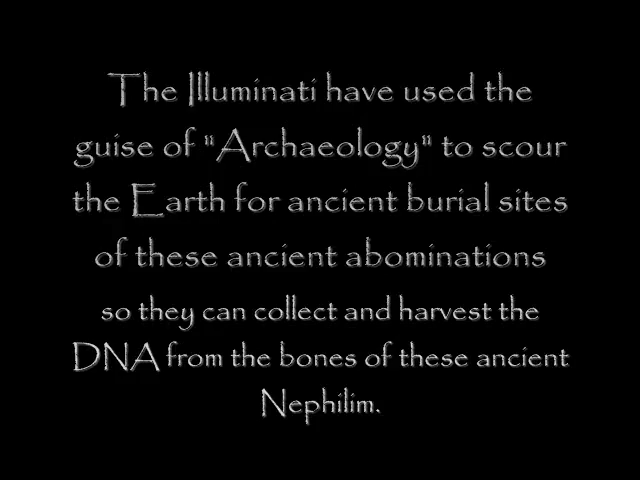 The Illuminati have used the
guise of "Archaeology" to scour
the Earth for ancient burial sites
of these ancient abominations
so they can collect and harvest the
DNA from the bones of these ancient
Nephilim.